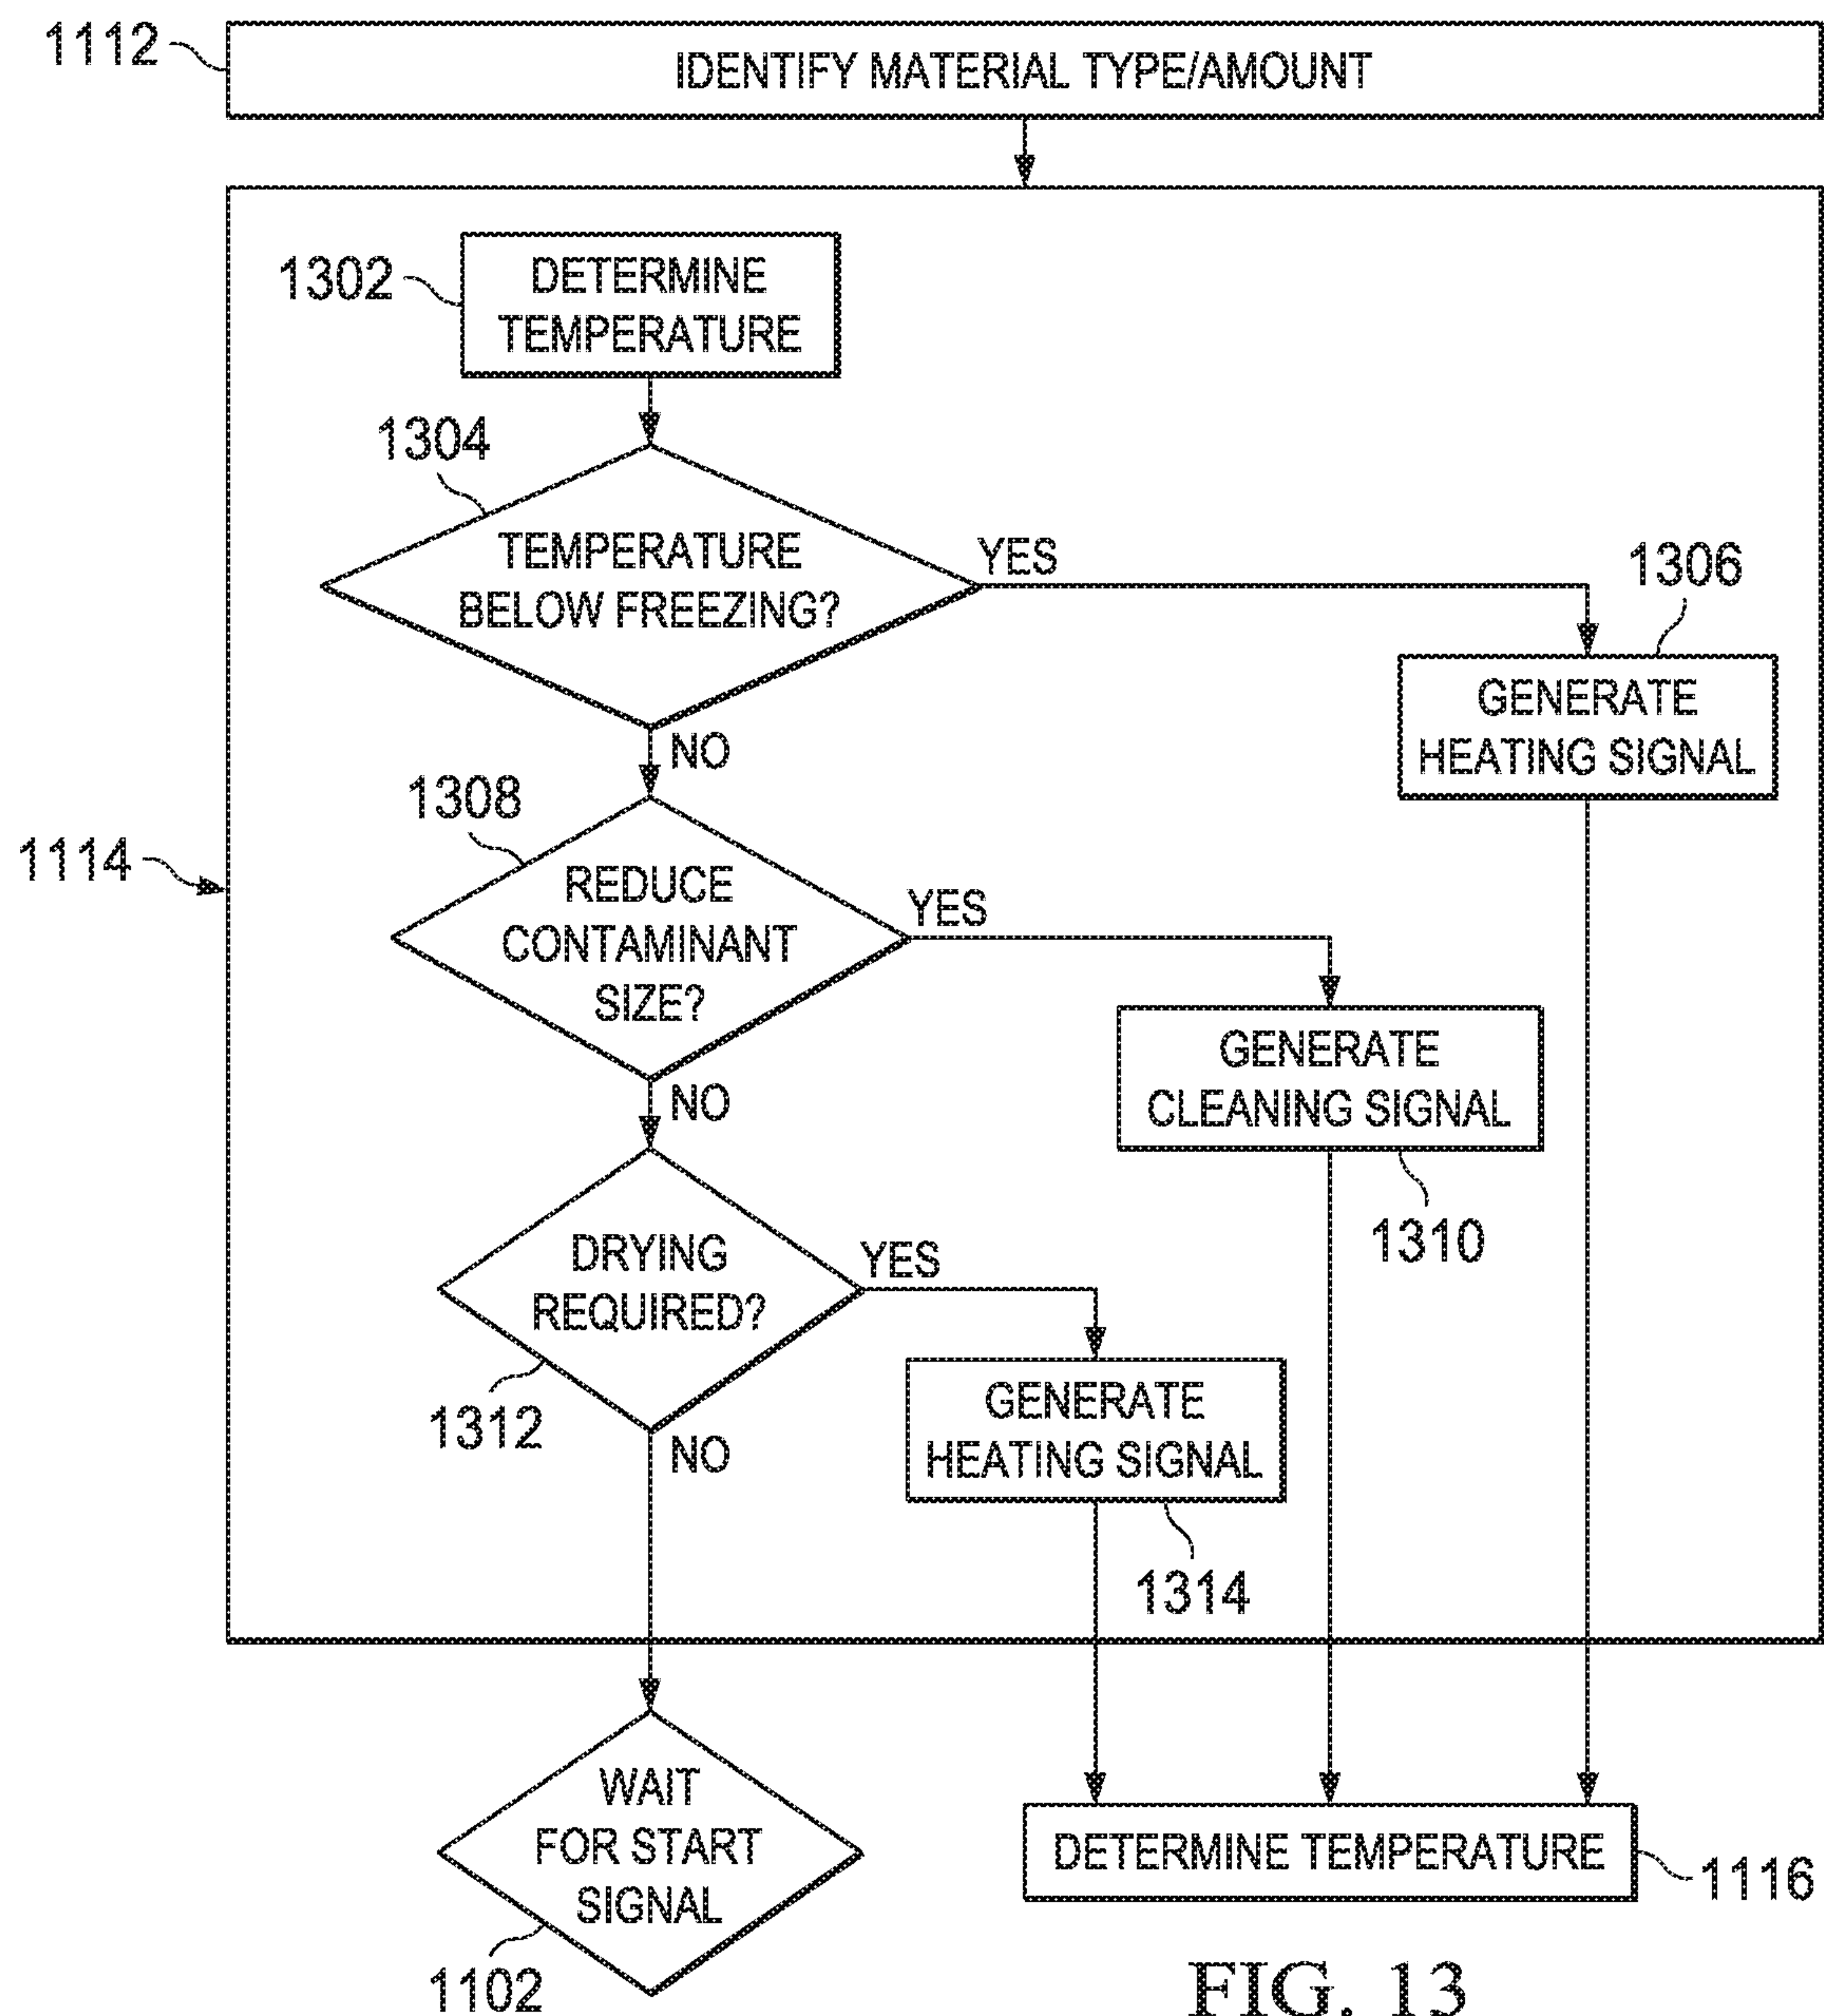 1112
IDENTIFY MATERIAL TYPE/AMOUNT
1302
DETERMINE
TEMPERATURE
1304
TEMPERATURE
BELOW FREEZING?
YES
1306
GENERATE
HEATING SIGNAL
NO
1308
1114
REDUCE
CONTAMINANT
SIZE?
YES
GENERATE
CLEANING SIGNAL
1310
NO
DRYING
REQUIRED?
YES
1312
GENERATE
HEATING SIGNAL
1314
NO
WAIT
FOR START
SIGNAL
1102
DETERMINE TEMPERATURE
1116
FIG. 13